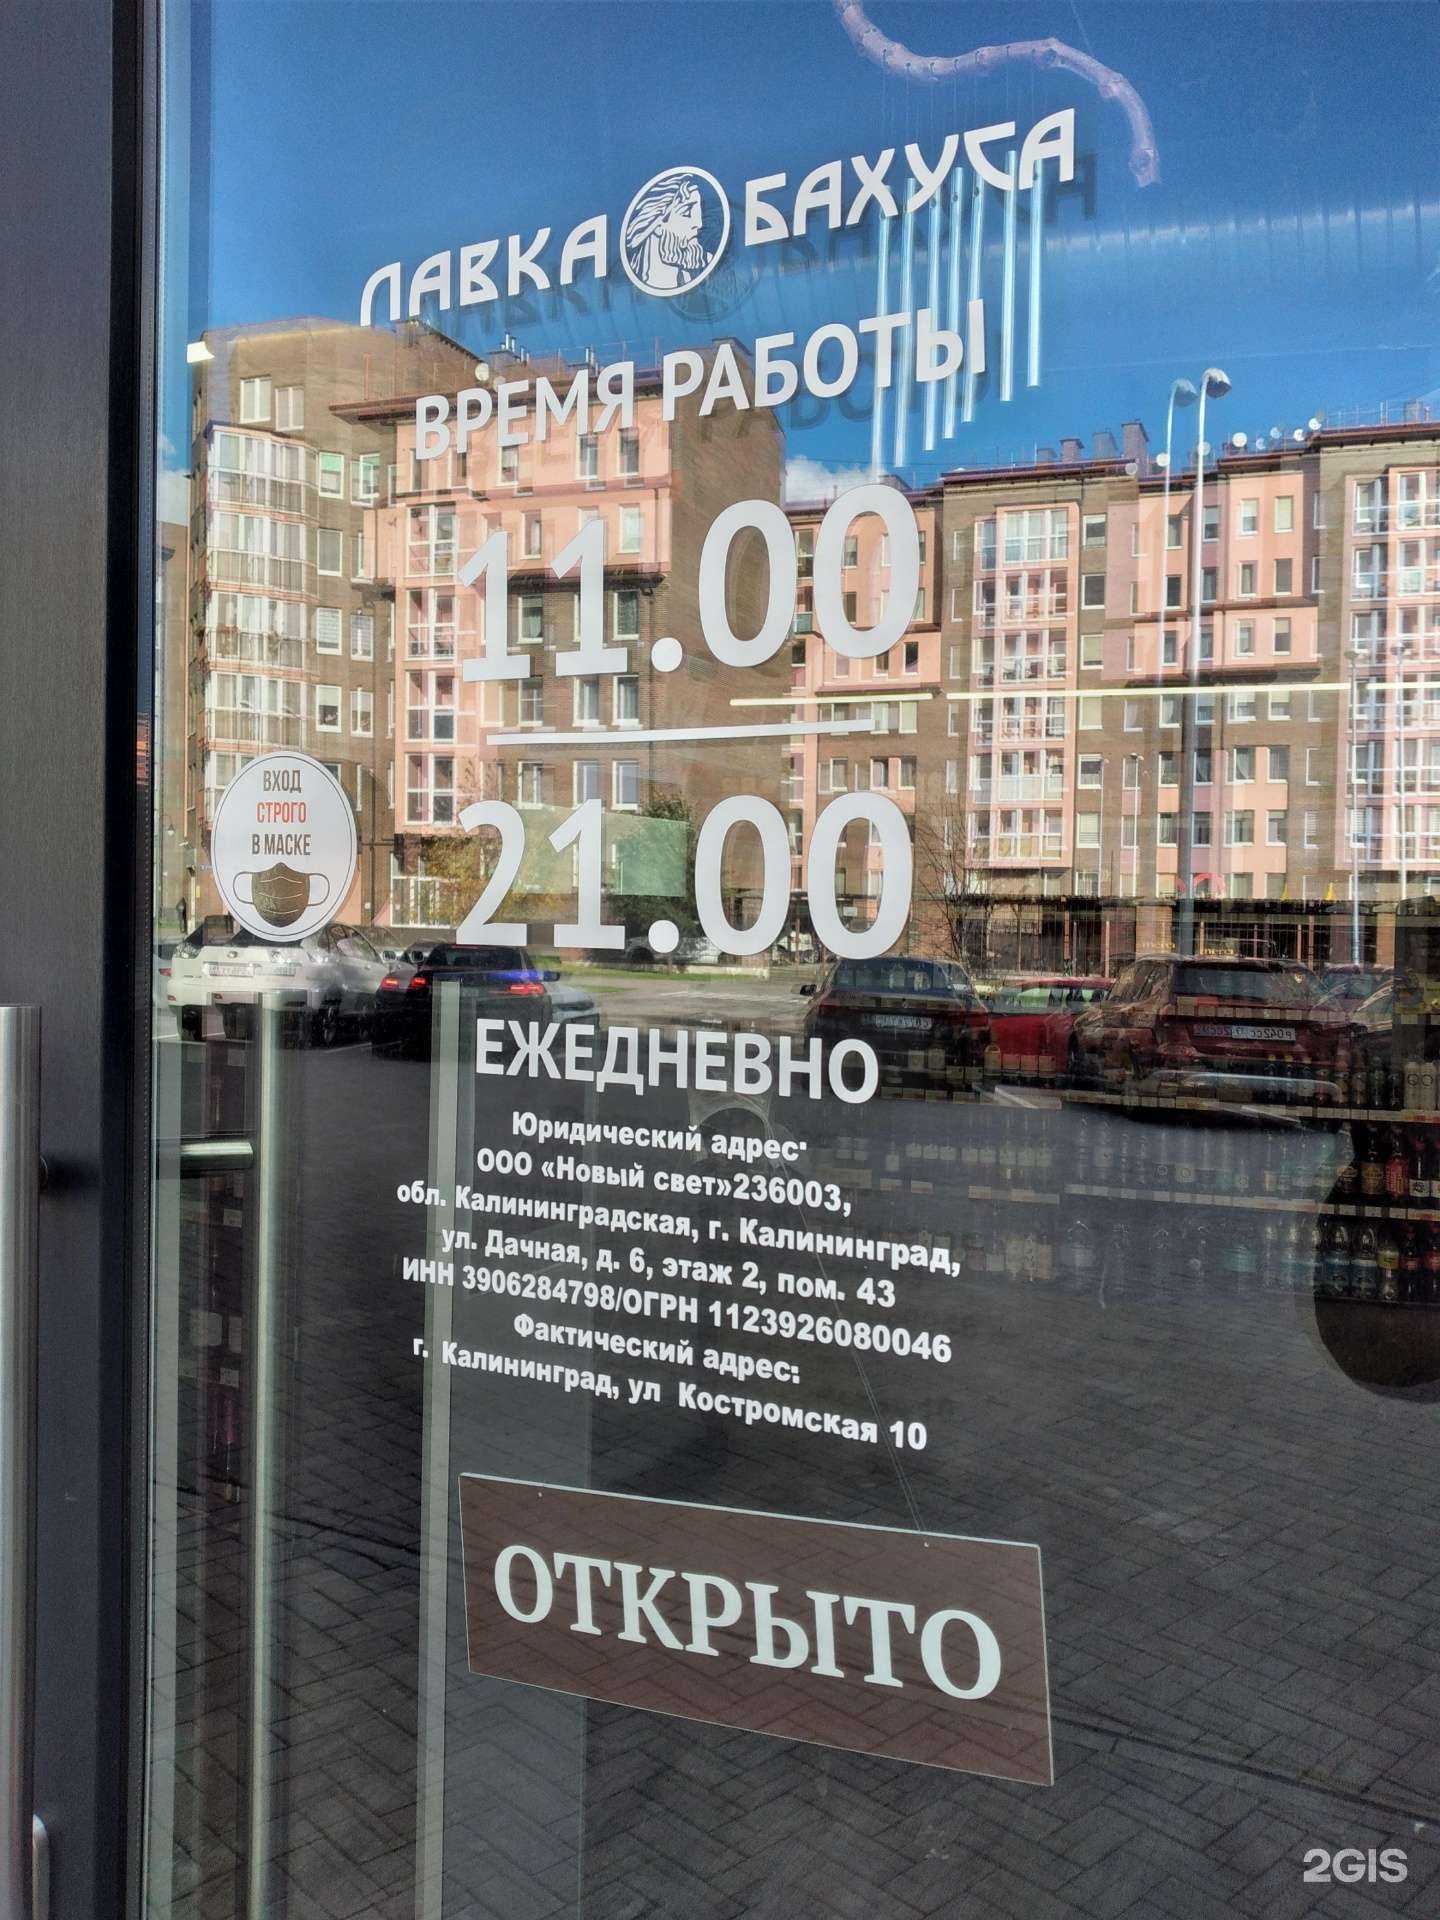 ЛАВКА БАХУСА
ВРЕМЯ РАБОТЫ
11.00
21.00
ВХОД
СТРОГО
В МАСКЕ
ЕЖЕДНЕВНО
Юридический адрес:
ООО «Новый свет»236003,
обл. Калининградская, г. Калининград,
ул. Дачная, д. 6, этаж 2, пом. 43
ИНН 3906284798/ОГРН 1123926080046
Фактический адрес:
г. Калининград, ул Костромская 10
ОТКРЫТО
2GIS